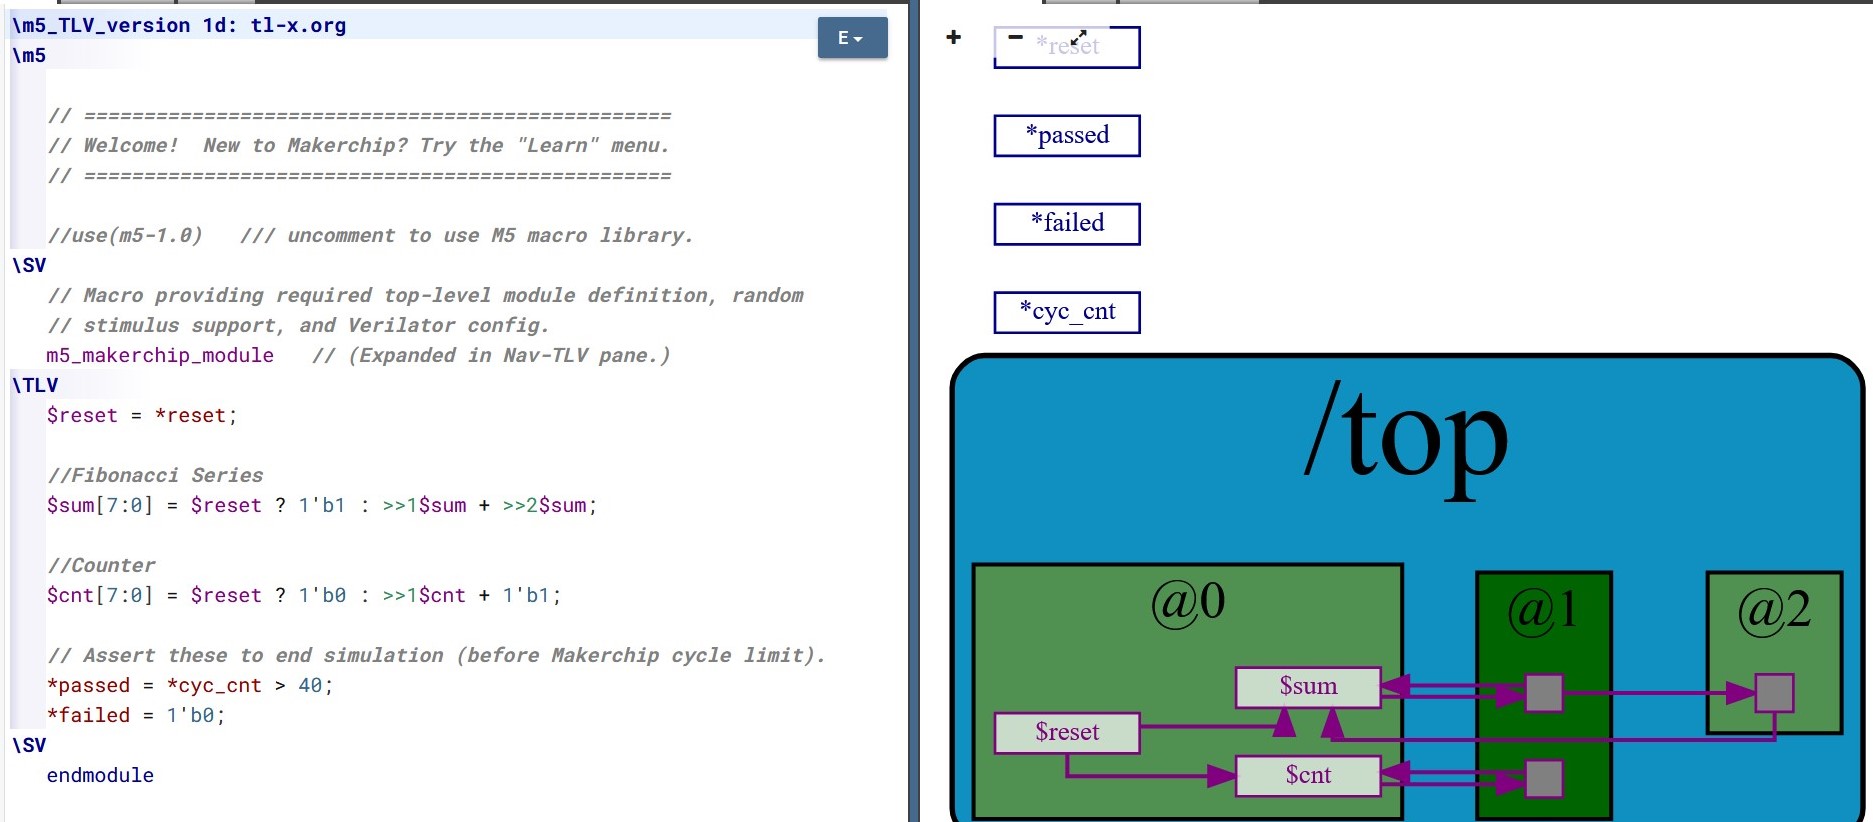 \m5_TLV_version 1d: tl-x.org
\m5
// =================================================
// Welcome!  New to Makerchip? Try the "Learn" menu.
// =================================================
//use(m5-1.0)   /// uncomment to use M5 macro library.
\SV
// Macro providing required top-level module definition, random
// stimulus support, and Verilator config.
m5_makerchip_module   // (Expanded in Nav-TLV pane.)
\TLV
$reset = *reset;
//Fibonacci Series
$sum[7:0] = $reset ? 1'b1 : >>1$sum + >>2$sum;
//Counter
$cnt[7:0] = $reset ? 1'b0 : >>1$cnt + 1'b1;
// Assert these to end simulation (before Makerchip cycle limit).
*passed = *cyc_cnt > 40;
*failed = 1'b0;
\SV
endmodule
E
*reset
*passed
*failed
*cyc_cnt
/top
@0
@1
@2
$sum
$reset
$cnt